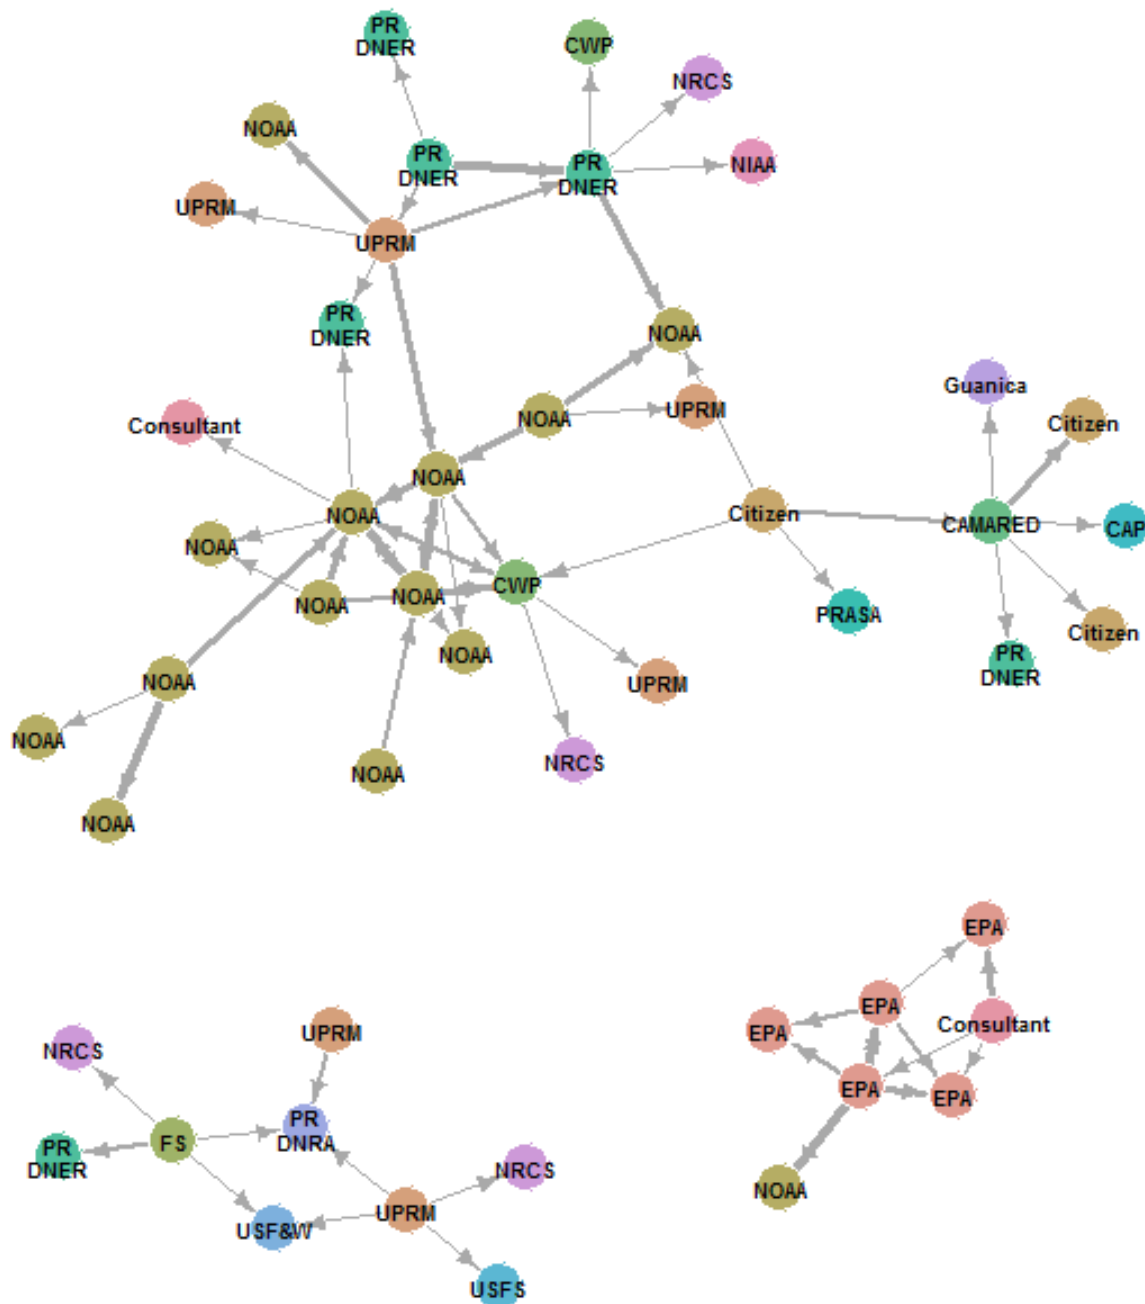 PR
DNER
CWP
NRCS
NOAA
PR
DNER
PR
DNER
NIAA
UPRM
UPRM
PR
DNER
NOAA
Guanica
Consultant
NOAA
UPRM
Citizen
NOAA
NOAA
Citizen
CAMARED
CAP
NOAA
NOAA
NOAA
CWP
PRASA
Citizen
NOAA
PR
DNER
NOAA
UPRM
NOAA
NRCS
NOAA
NOAA
EPA
EPA
Consultant
EPA
EPA
EPA
NOAA
UPRM
NRCS
PR
DNRA
FS
PR
DNER
NRCS
UPRM
USF&W
USFS